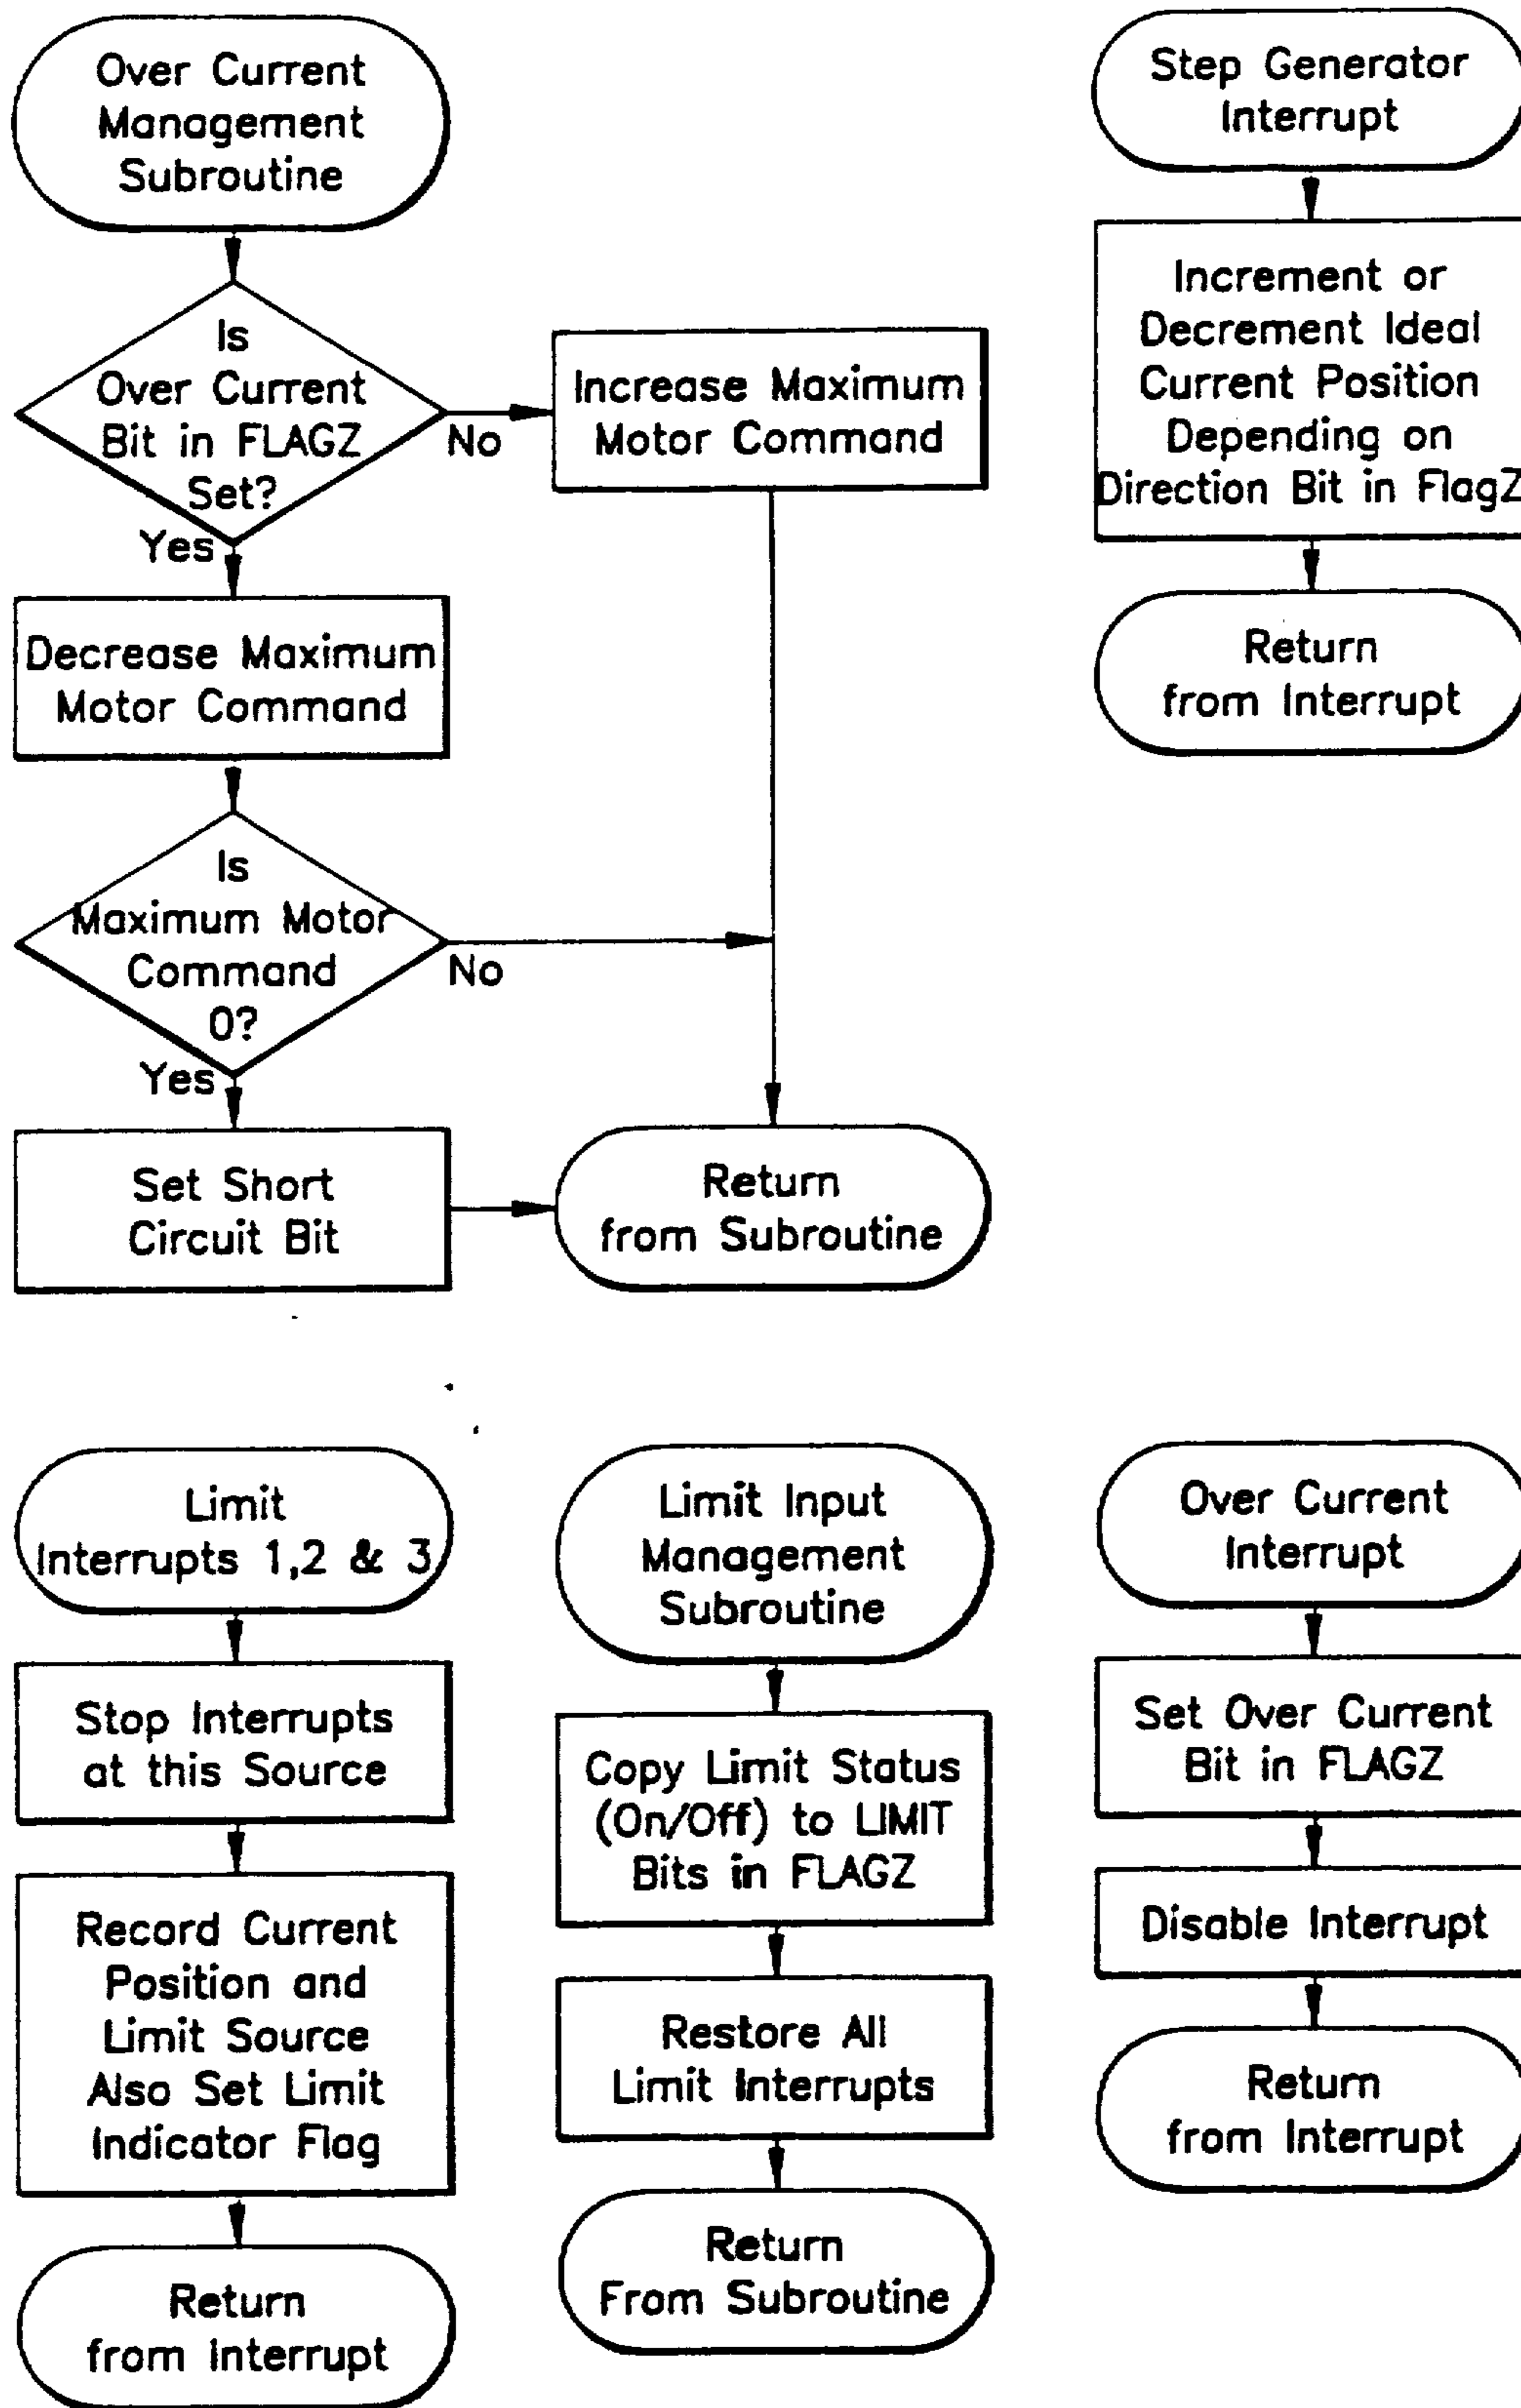 Over Current
Management
Subroutine
Is
Over Current
Bit in FLAGZ
Set?
No
Yes
Increase Maximum
Motor Command
Decrease Maximum
Motor Command
Is
Maximum Motor
Command
0?
No
Yes
Set Short
Circuit Bit
Return
from Subroutine
Step Generator
Interrupt
Increment or
Decrement Ideal
Current Position
Depending on
Direction Bit in FlagZ
Return
from Interrupt
Limit
Interrupts 1,2 & 3
Stop Interrupts
at this Source
Record Current
Position and
Limit Source
Also Set Limit
Indicator Flag
Return
from Interrupt
Limit Input
Management
Subroutine
Copy Limit Status
(On/Off) to LIMIT
Bits in FLAGZ
Restore All
Limit Interrupts
Return
From Subroutine
Over Current
Interrupt
Set Over Current
Bit in FLAGZ
Disable Interrupt
Return
from Interrupt